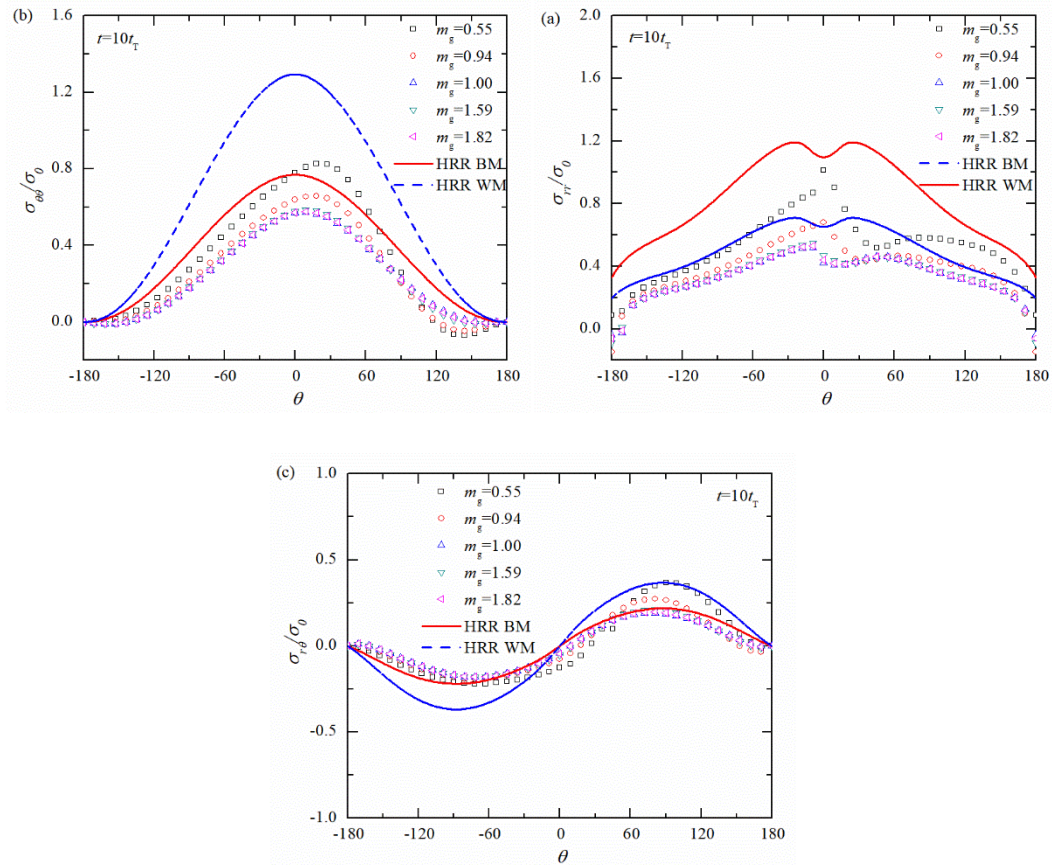 (b)
t=10t_T
m_g=0.55
m_g=0.94
m_g=1.00
m_g=1.59
m_g=1.82
HRR BM
HRR WM
σ_θθ/σ_0
1.6
1.2
0.8
0.4
0.0
-180 -120 -60 0 60 120 180
θ
(a)
t=10t_T
m_g=0.55
m_g=0.94
m_g=1.00
m_g=1.59
m_g=1.82
HRR BM
HRR WM
σ_rr/σ_0
2.0
1.6
1.2
0.8
0.4
0.0
-180 -120 -60 0 60 120 180
θ
(c)
t=10t_T
m_g=0.55
m_g=0.94
m_g=1.00
m_g=1.59
m_g=1.82
HRR BM
HRR WM
σ_rθ/σ_0
1.0
0.5
0.0
-0.5
-1.0
-180 -120 -60 0 60 120 180
θ